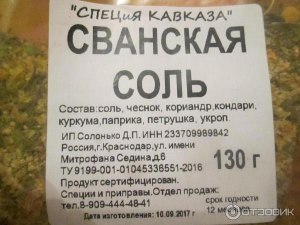 "СПЕЦиЯ КАВКАЗА"
СВАНСКАЯ
СОЛЬ
Состав:соль, чеснок, кориандр,кондари,
куркума,паприка, петрушка, укроп.
ИП Солонько Д.П. ИНН 233709989842
Россия,г.Краснодар,ул. имени
Митрофана Седина,д.6
ТУ 9199-001-01045336551-2016
130 г
Продукт сертифицирован.
Специи и приправы.Отдел продаж:
тел.8-909-444-48-41
срок годности
12 месяцев
Дата изготовления: 10.09.2017 г
отзовик